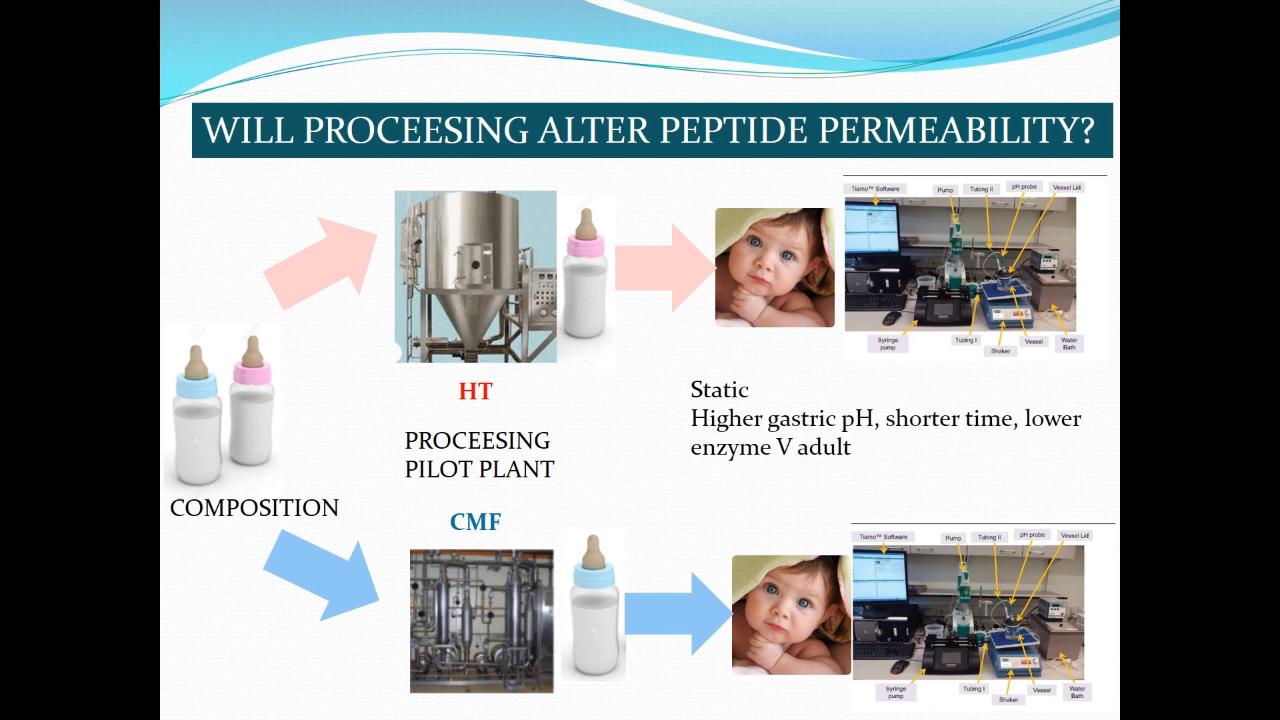 WILL PROCEESING ALTER PEPTIDE PERMEABILITY?
Tiamo™ Software
Pump
Tubing II
pH probe
Vessel Lid
Syringe
pump
Tubing I
Shaker
Vessel
Water
Bath
HT
PROCEESING
PILOT PLANT
Static
Higher gastric pH, shorter time, lower
enzyme V adult
COMPOSITION
CMF
Tiamo™ Software
Pump
Tubing II
pH probe
Vessel Lid
Syringe
pump
Tubing I
Shaker
Vessel
Water
Bath